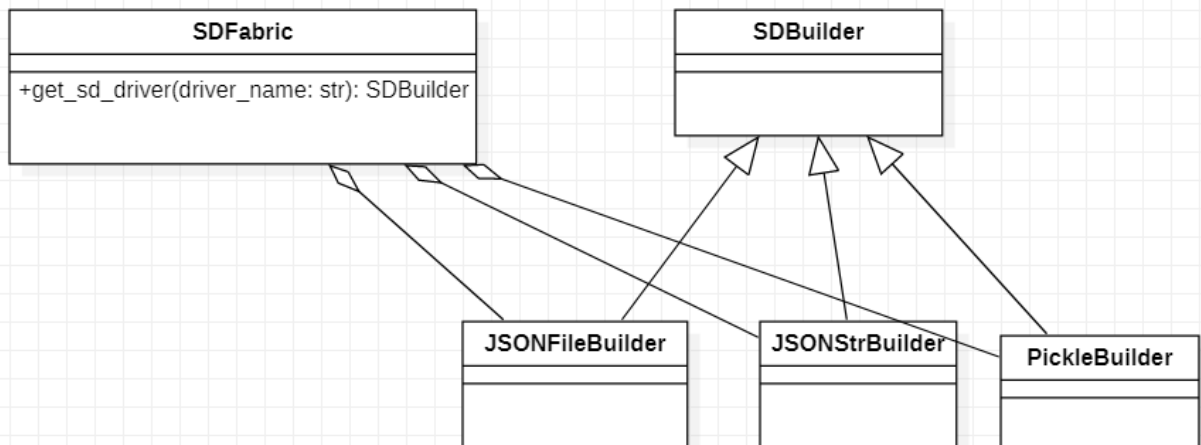 SDFabric
+get_sd_driver(driver_name: str): SDBuilder
SDBuilder
JSONFileBuilder
JSONStrBuilder
PickleBuilder